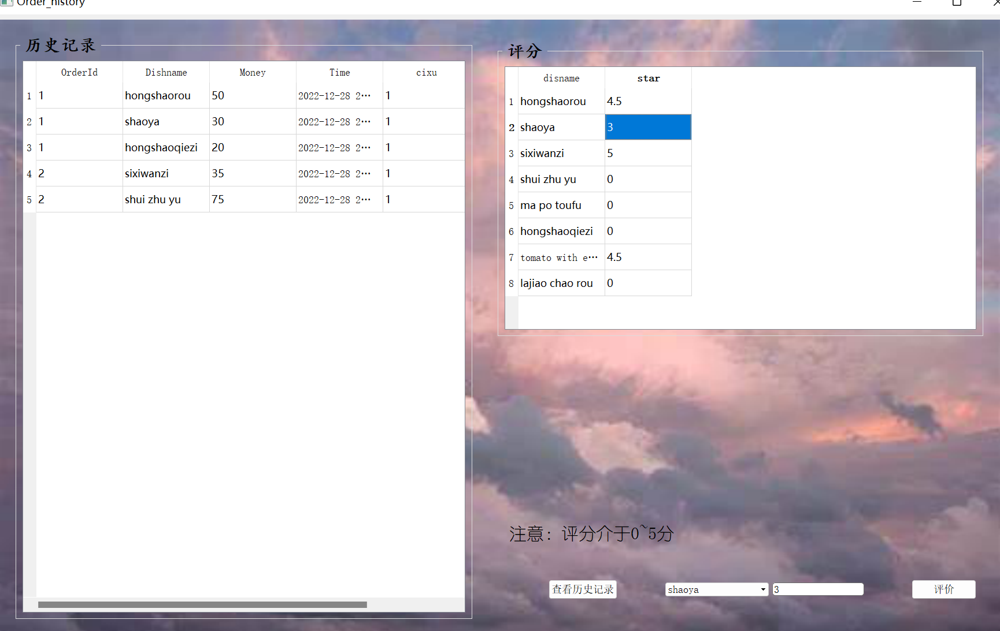 Order_history
历史记录
OrderId Dishname Money Time cixu
1 1 hongshaorou 50 2022-12-28 2… 1
2 1 shaoya 30 2022-12-28 2… 1
3 1 hongshaoqiezi 20 2022-12-28 2… 1
4 2 sixiwanzi 35 2022-12-28 2… 1
5 2 shui zhu yu 75 2022-12-28 2… 1
评分
disname star
1 hongshaorou 4.5
2 shaoya 3
3 sixiwanzi 5
4 shui zhu yu 0
5 ma po toufu 0
6 hongshaoqiezi 0
7 tomato with e… 4.5
8 lajiao chao rou 0
注意：评分介于0~5分
查看历史记录 shaoya 3 评价